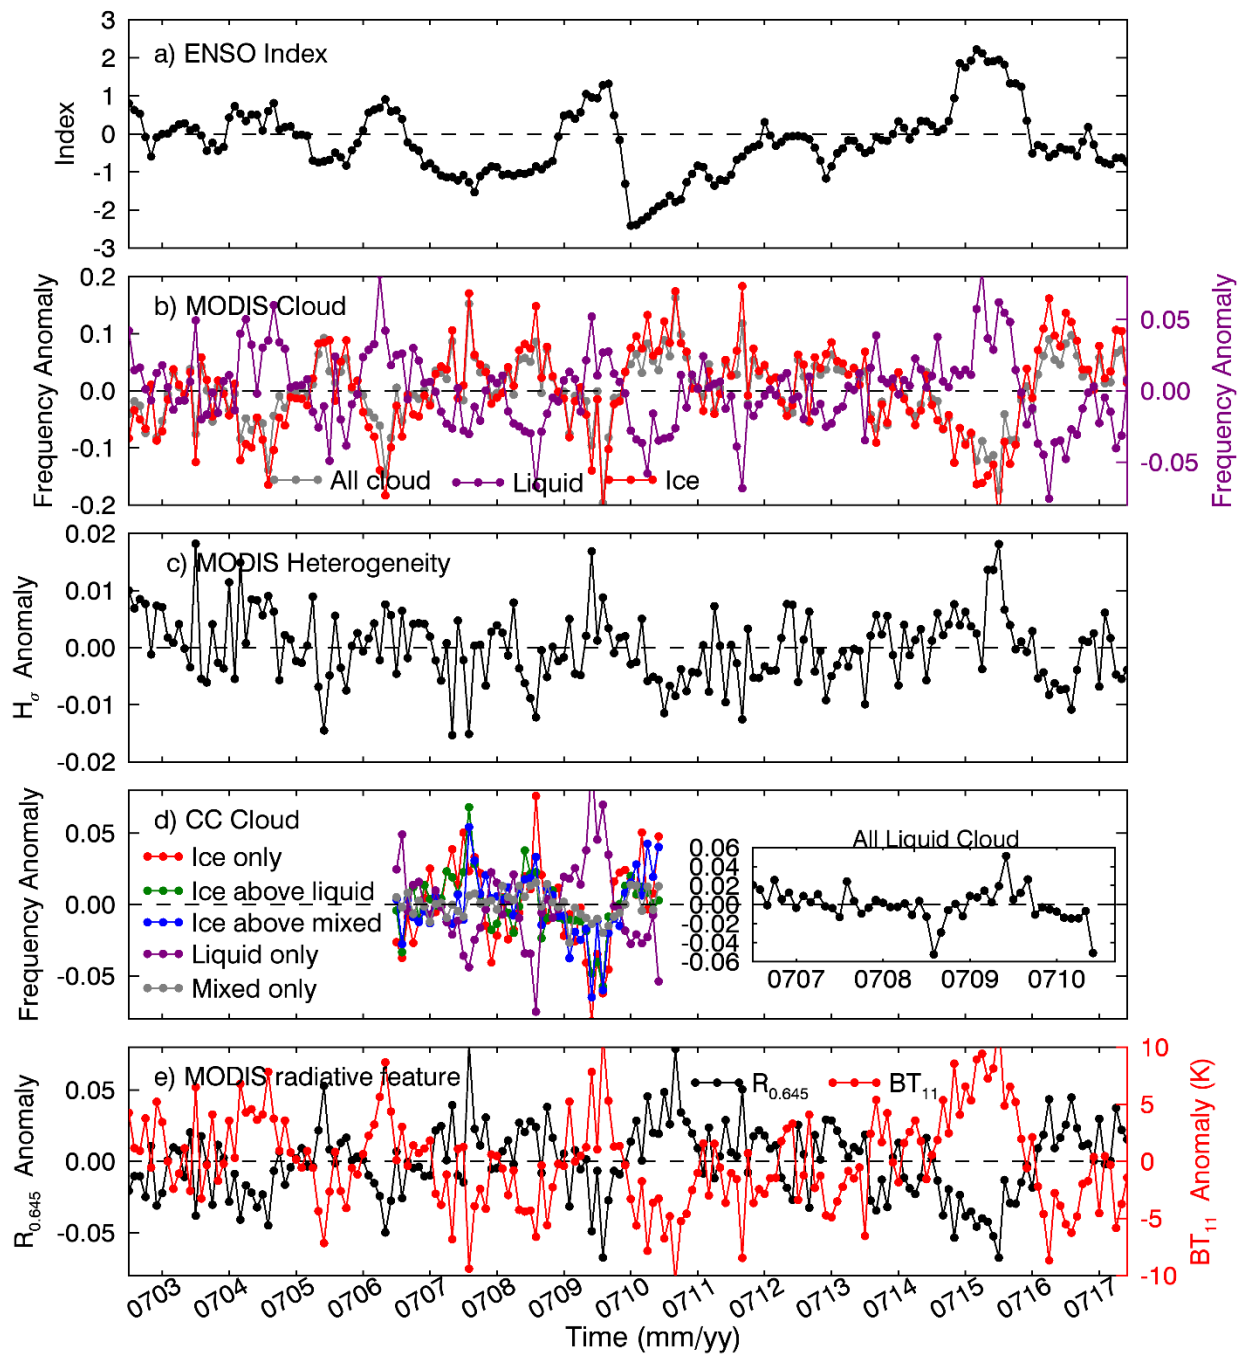 a) ENSO Index
Index
3
2
1
0
-1
-2
-3
b) MODIS Cloud
Frequency Anomaly
0.2
0.1
0.0
-0.1
-0.2
All cloud
Liquid
Ice
0.05
0.00
-0.05
Frequency Anomaly
c) MODIS Heterogeneity
Hσ Anomaly
0.02
0.01
0.00
-0.01
-0.02
d) CC Cloud
Frequency Anomaly
0.05
0.00
-0.05
Ice only
Ice above liquid
Ice above mixed
Liquid only
Mixed only
All Liquid Cloud
0.06
0.04
0.02
0.00
-0.02
-0.04
-0.06
0707 0708 0709 0710
e) MODIS radiative feature
R0.645 Anomaly
0.05
0.00
-0.05
R0.645
BT11
10
5
0
-5
-10
BT11 Anomaly (K)
0703 0704 0705 0706 0707 0708 0709 0710 0711 0712 0713 0714 0715 0716 0717
Time (mm/yy)